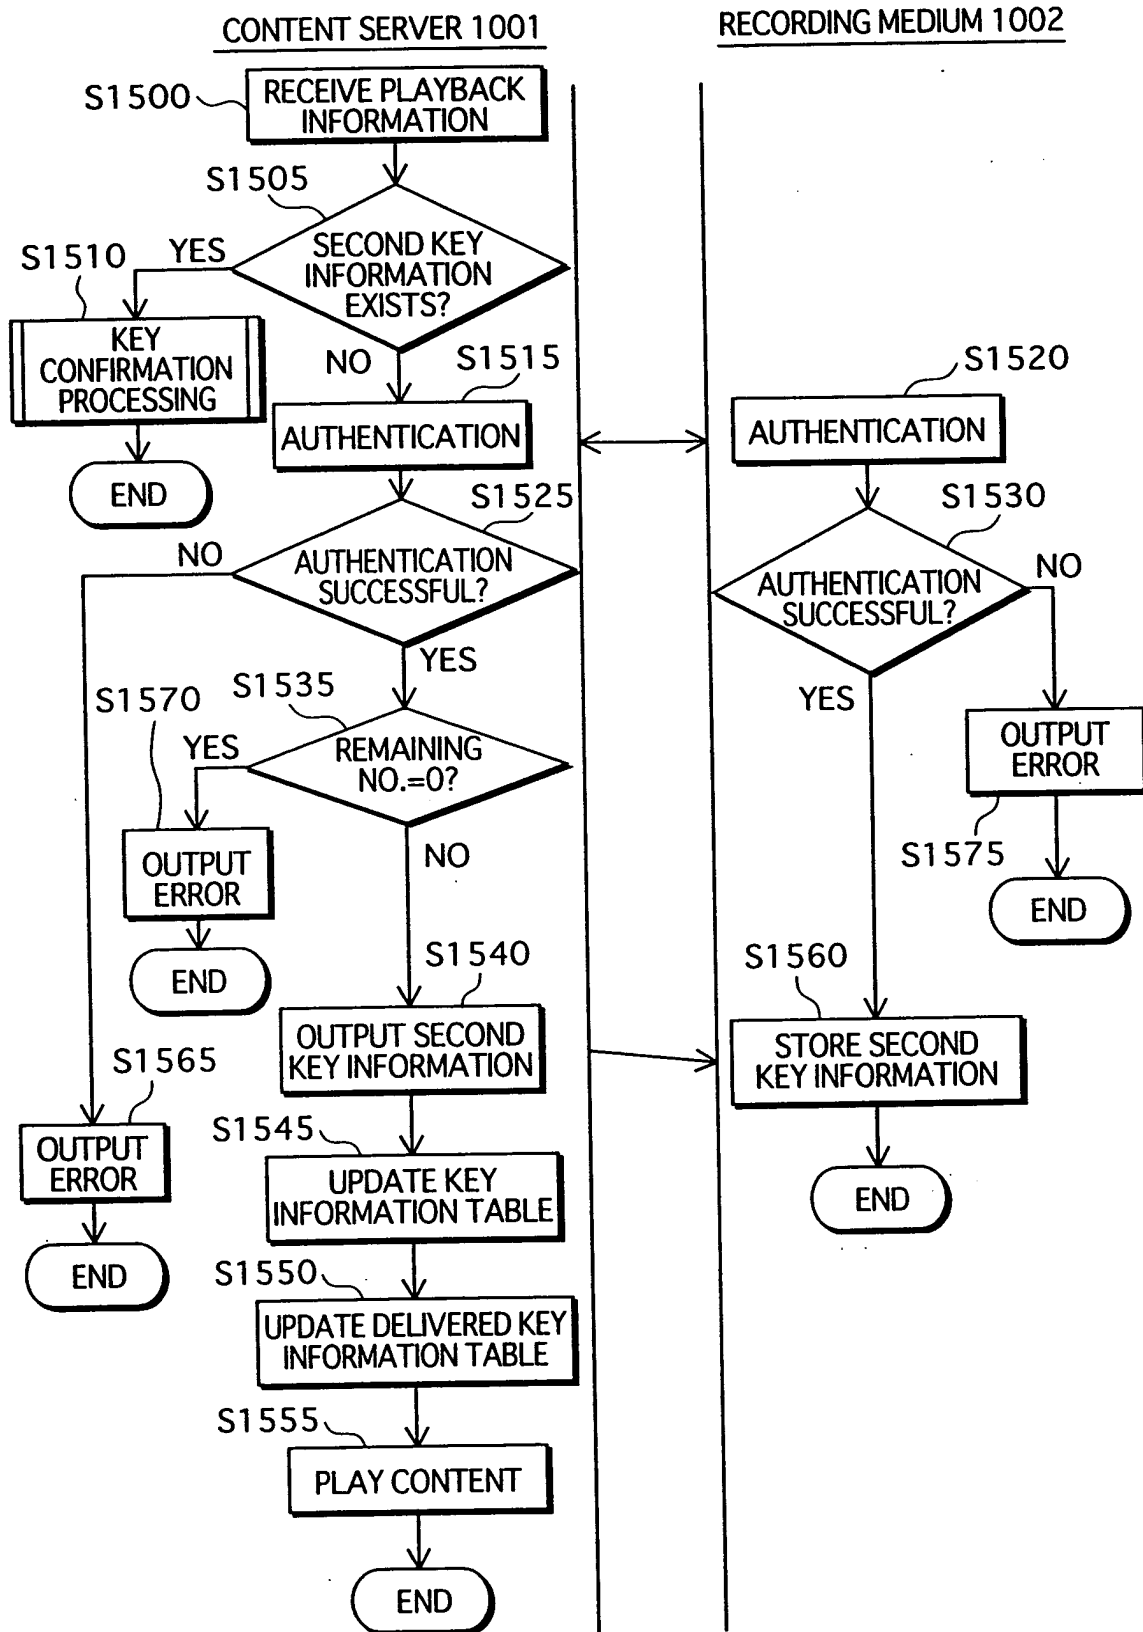 CONTENT SERVER 1001
RECORDING MEDIUM 1002
S1500
RECEIVE PLAYBACK
INFORMATION
S1505
SECOND KEY
INFORMATION
EXISTS?
YES
NO
S1510
KEY
CONFIRMATION
PROCESSING
END
S1515
AUTHENTICATION
S1520
AUTHENTICATION
S1525
AUTHENTICATION
SUCCESSFUL?
NO
YES
S1530
AUTHENTICATION
SUCCESSFUL?
NO
YES
S1535
REMAINING
NO.=0?
YES
NO
S1570
OUTPUT
ERROR
END
OUTPUT
ERROR
S1575
END
S1540
OUTPUT SECOND
KEY INFORMATION
S1560
STORE SECOND
KEY INFORMATION
END
S1565
OUTPUT
ERROR
END
S1545
UPDATE KEY
INFORMATION TABLE
S1550
UPDATE DELIVERED KEY
INFORMATION TABLE
S1555
PLAY CONTENT
END